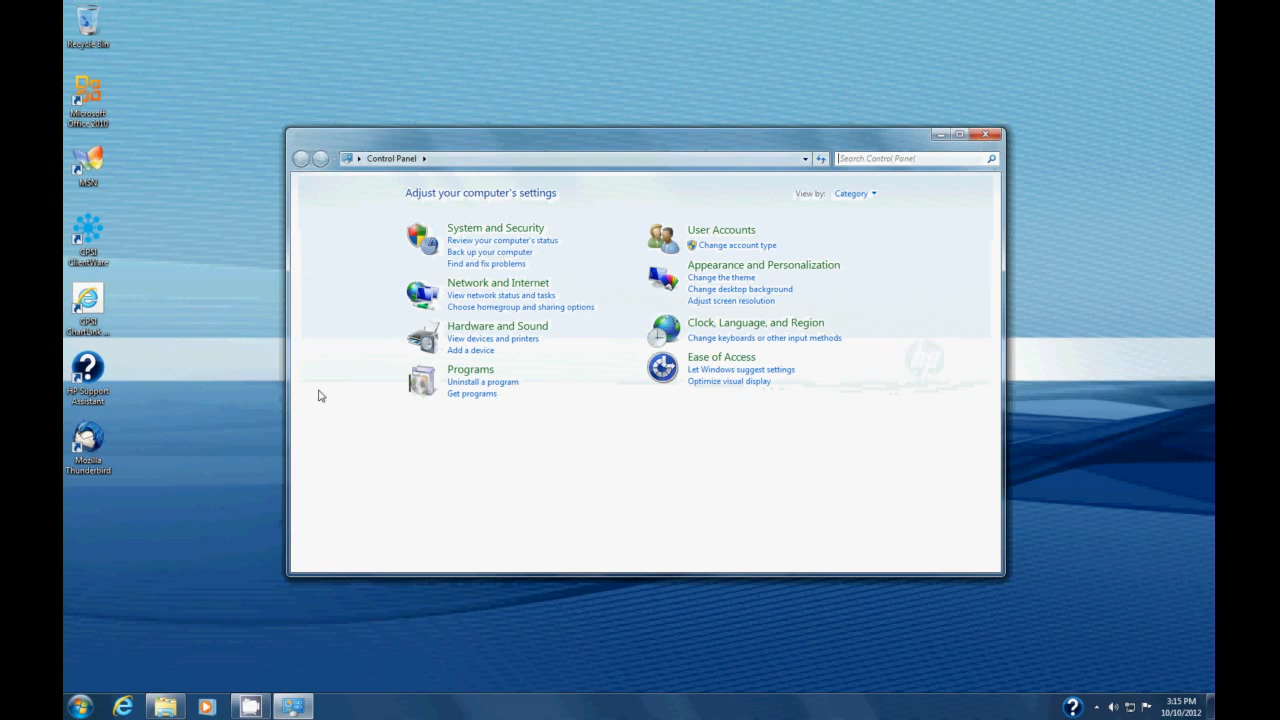 Recycle Bin
Microsoft
Office 2010
MSN
CPSI
ClientWare
CPSI
ChartLink ...
HP Support
Assistant
Mozilla
Thunderbird
Control Panel
Search Control Panel
Adjust your computer's settings
View by: Category
System and Security
Review your computer's status
Back up your computer
Find and fix problems
Network and Internet
View network status and tasks
Choose homegroup and sharing options
Hardware and Sound
View devices and printers
Add a device
Programs
Uninstall a program
Get programs
User Accounts
Change account type
Appearance and Personalization
Change the theme
Change desktop background
Adjust screen resolution
Clock, Language, and Region
Change keyboards or other input methods
Ease of Access
Let Windows suggest settings
Optimize visual display
hp
3:15 PM
10/10/2012